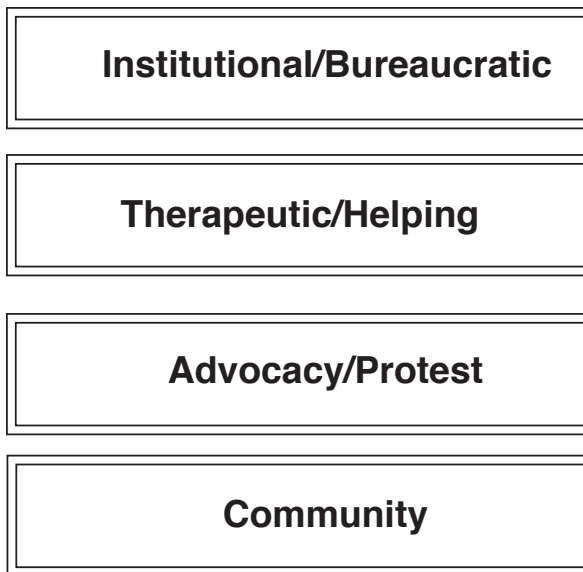 Institutional/Bureaucratic
Therapeutic/Helping
Advocacy/Protest
Community